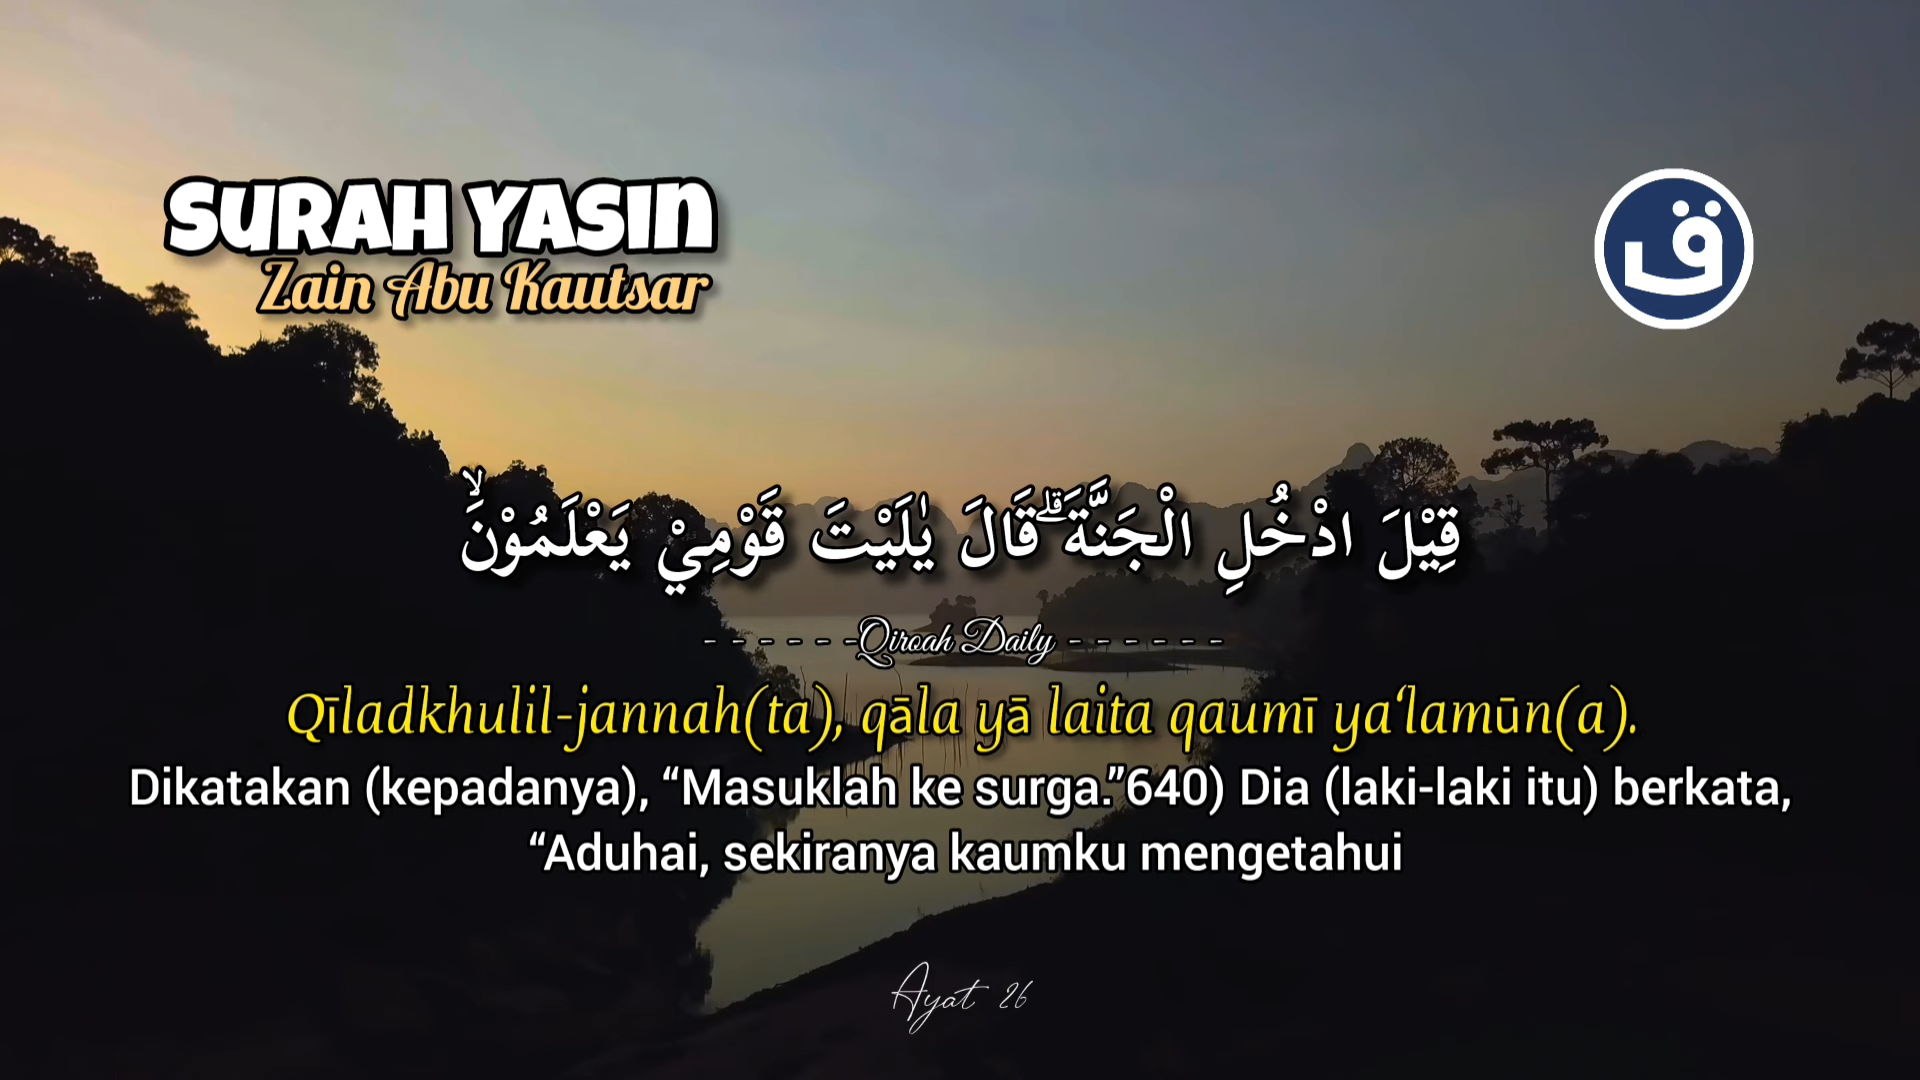 SURAH YASIN
Zain Abu Kautsar
ق
قِيْلَ ادْخُلِ الْجَنَّةَ ۗقَالَ يٰلَيْتَ قَوْمِيْ يَعْلَمُوْنَۙ
- - - - - -Qiroah Daily - - - - - -
Qīladkhulil-jannah(ta), qāla yā laita qaumī ya‘lamūn(a).
Dikatakan (kepadanya), “Masuklah ke surga.”640) Dia (laki-laki itu) berkata,
“Aduhai, sekiranya kaumku mengetahui
Ayat 26